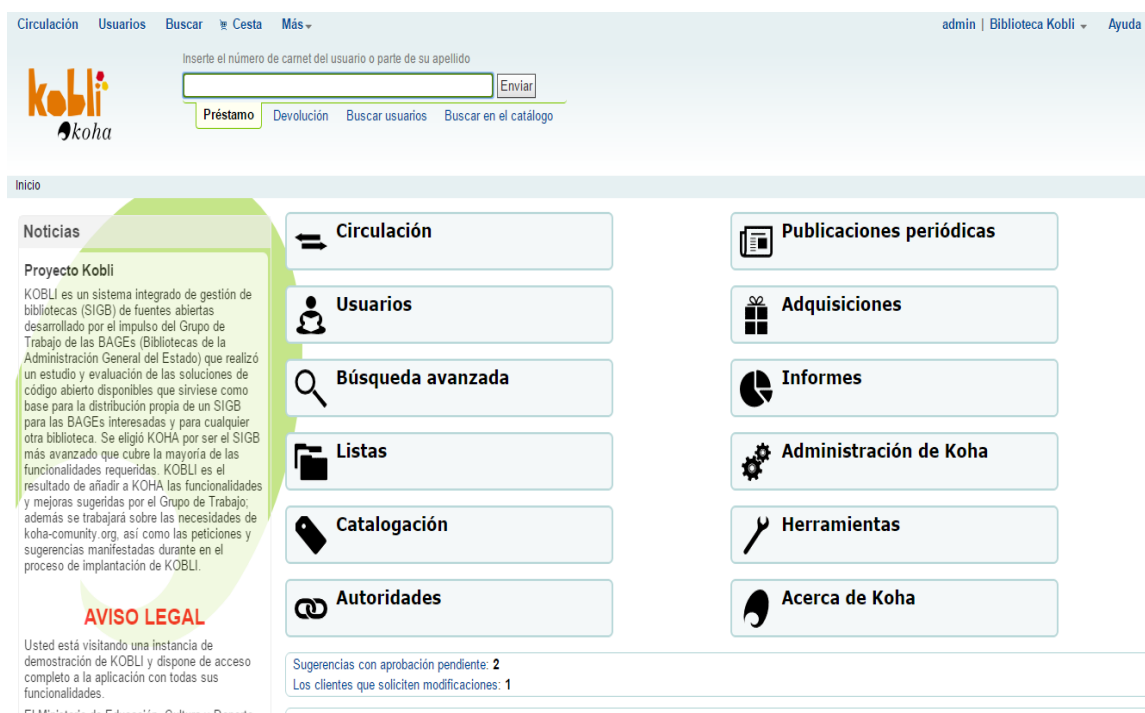 Circulación Usuarios Buscar Cesta Más
admin | Biblioteca Kobli Ayuda
Inserte el número de carnet del usuario o parte de su apellido
Enviar
kobli
koha
Préstamo Devolución Buscar usuarios Buscar en el catálogo
Inicio
Noticias
Proyecto Kobli
KOBLI es un sistema integrado de gestión de
bibliotecas (SIGB) de fuentes abiertas
desarrollado por el impulso del Grupo de
Trabajo de las BAGEs (Bibliotecas de la
Administración General del Estado) que realizó
un estudio y evaluación de las soluciones de
código abierto disponibles que sirviese como
base para la distribución propia de un SIGB
para las BAGEs interesadas y para cualquier
otra biblioteca. Se eligió KOHA por ser el SIGB
más avanzado que cubre la mayoría de las
funcionalidades requeridas. KOBLI es el
resultado de añadir a KOHA las funcionalidades
y mejoras sugeridas por el Grupo de Trabajo;
además se trabajará sobre las necesidades de
koha-comunity.org, así como las peticiones y
sugerencias manifestadas durante en el
proceso de implantación de KOBLI.
AVISO LEGAL
Usted está visitando una instancia de
demostración de KOBLI y dispone de acceso
completo a la aplicación con todas sus
funcionalidades.
Circulación
Usuarios
Búsqueda avanzada
Listas
Catalogación
Autoridades
Publicaciones periódicas
Adquisiciones
Informes
Administración de Koha
Herramientas
Acerca de Koha
Sugerencias con aprobación pendiente: 2
Los clientes que soliciten modificaciones: 1